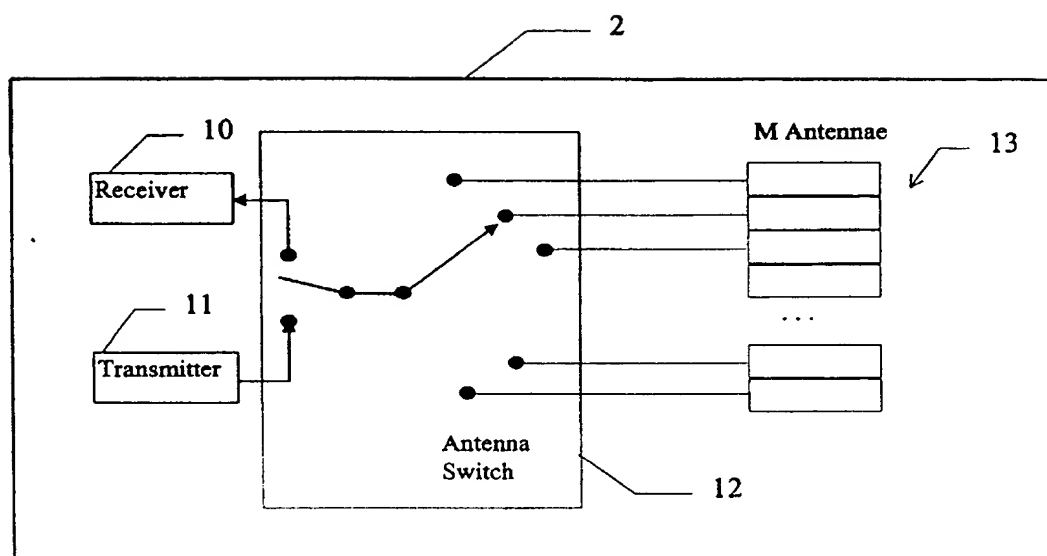 2
10
M Antennae
13
Receiver
11
...
Transmitter
Antenna
Switch
12